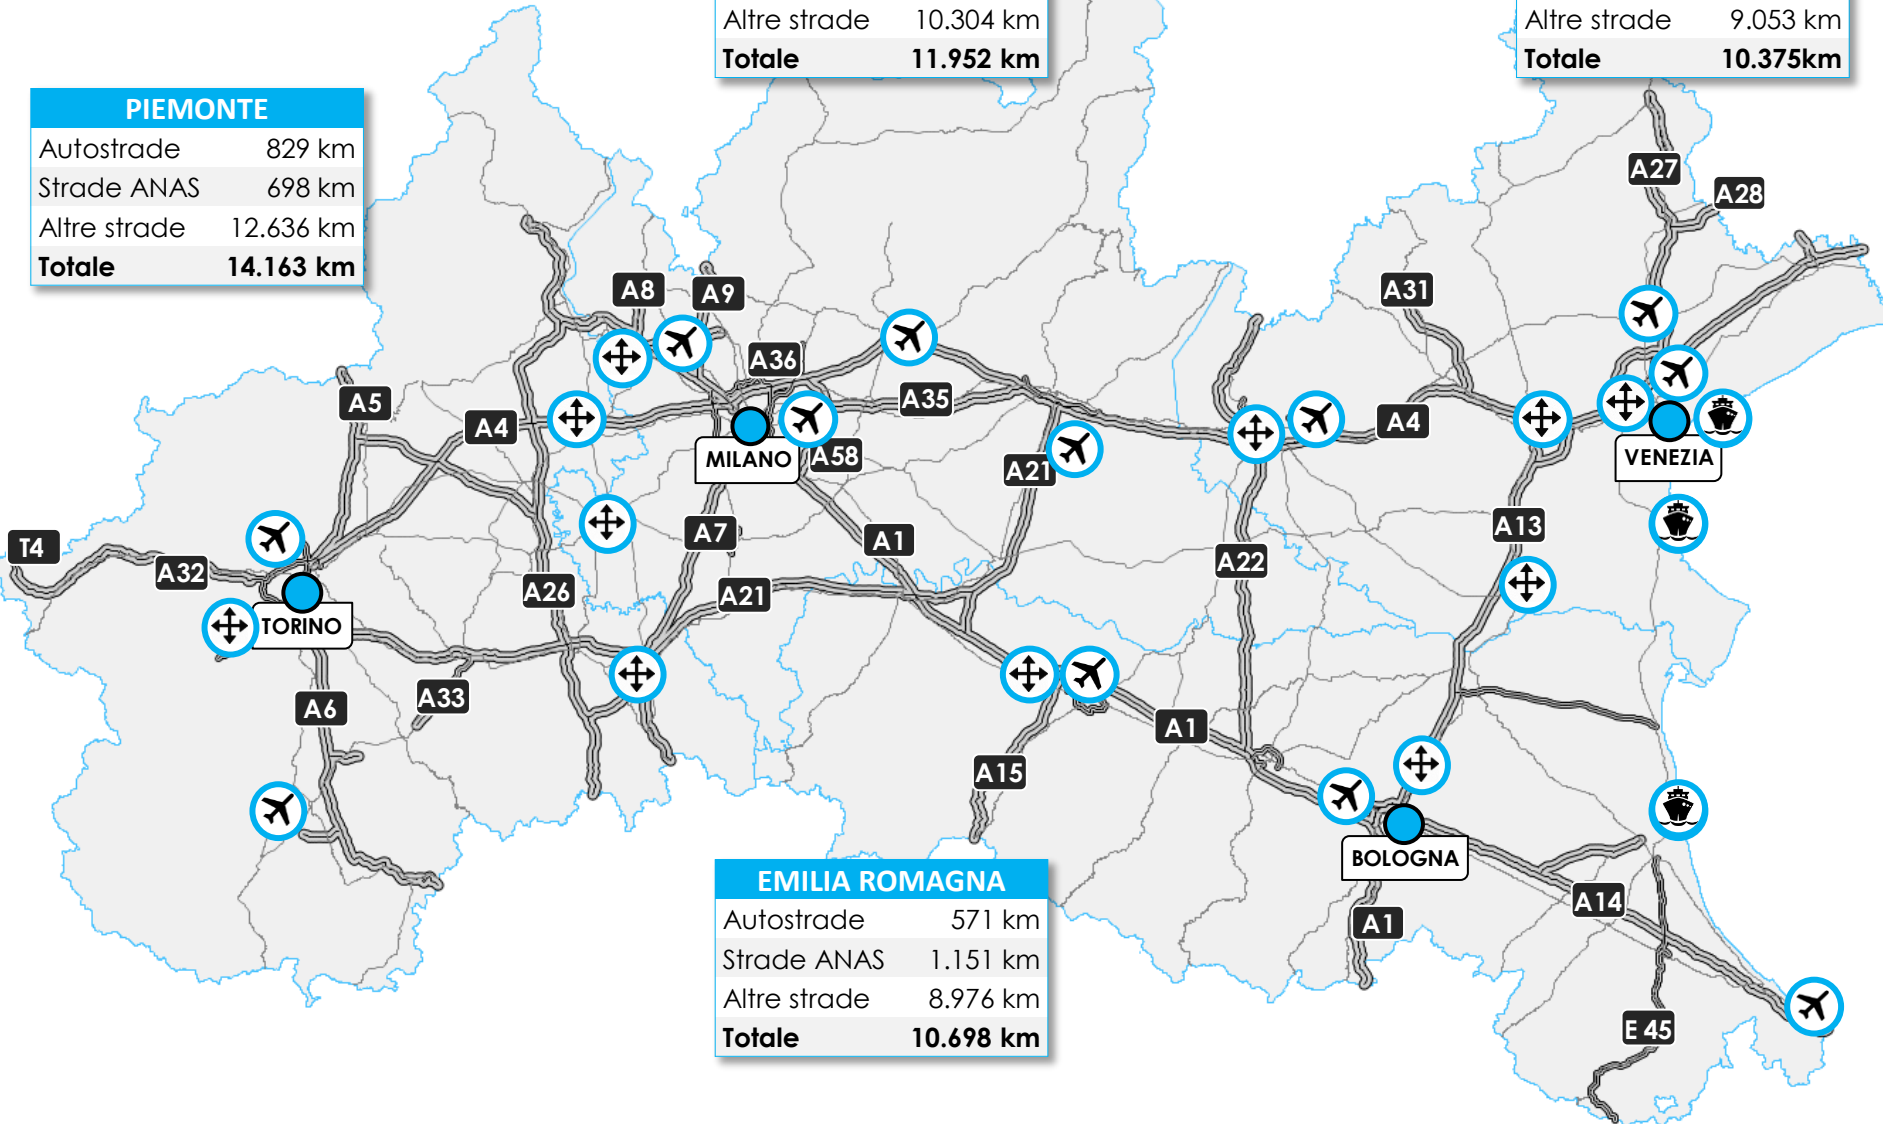 Altre strade 10.304 km
Totale 11.952 km
Altre strade 9.053 km
Totale 10.375km
PIEMONTE
Autostrade 829 km
Strade ANAS 698 km
Altre strade 12.636 km
Totale 14.163 km
A27
A28
A8
A9
A31
A36
A5
A4
A35
A4
MILANO
A58
A21
VENEZIA
T4
A32
A7
A1
A22
A13
A26
A21
TORINO
A6
A33
A1
A15
BOLOGNA
A14
A1
E 45
EMILIA ROMAGNA
Autostrade 571 km
Strade ANAS 1.151 km
Altre strade 8.976 km
Totale 10.698 km